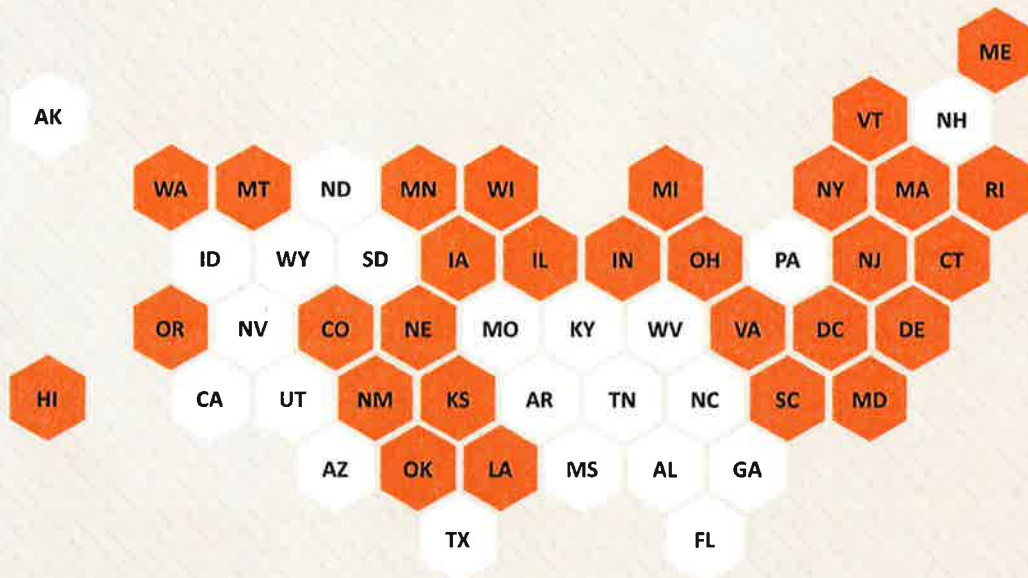 ME
AK VT NH
WA MT ND MN WI MI NY MA RI
ID WY SD IA IL IN OH PA NJ CT
OR NV CO NE MO KY WV VA DC DE
HI CA UT NM KS AR TN NC SC MD
AZ OK LA MS AL GA
TX FL